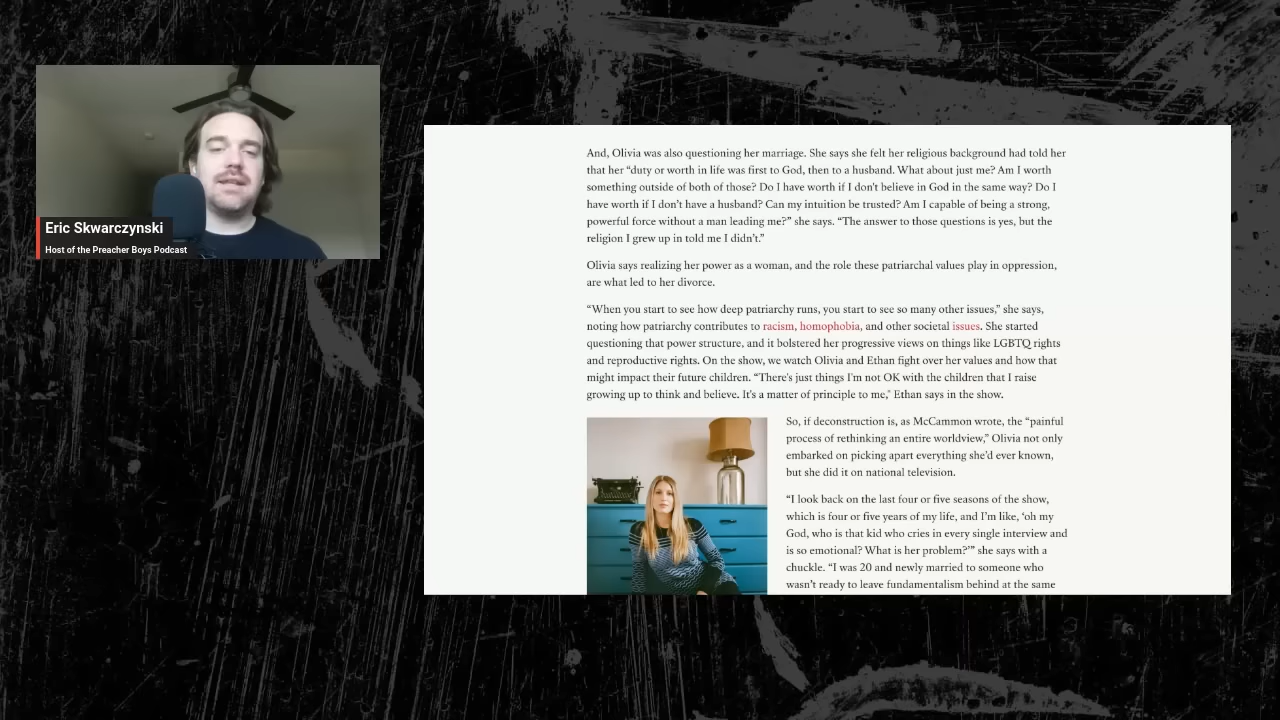 Eric Skwarczynski
Host of the Preacher Boys Podcast
And, Olivia was also questioning her marriage. She says she felt her religious background had told her
that her “duty or worth in life was first to God, then to a husband. What about just me? Am I worth
something outside of both of those? Do I have worth if I don't believe in God in the same way? Do I
have worth if I don't have a husband? Can my intuition be trusted? Am I capable of being a strong,
powerful force without a man leading me?” she says. “The answer to those questions is yes, but the
religion I grew up in told me I didn't.”
Olivia says realizing her power as a woman, and the role these patriarchal values play in oppression,
are what led to her divorce.
“When you start to see how deep patriarchy runs, you start to see so many other issues,” she says,
noting how patriarchy contributes to racism, homophobia, and other societal issues. She started
questioning that power structure, and it bolstered her progressive views on things like LGBTQ rights
and reproductive rights. On the show, we watch Olivia and Ethan fight over her values and how that
might impact their future children. “There's just things I'm not OK with the children that I raise
growing up to think and believe. It's a matter of principle to me," Ethan says in the show.
So, if deconstruction is, as McCammon wrote, the “painful
process of rethinking an entire worldview,” Olivia not only
embarked on picking apart everything she'd ever known,
but she did it on national television.
“I look back on the last four or five seasons of the show,
which is four or five years of my life, and I'm like, ‘oh my
God, who is that kid who cries in every single interview and
is so emotional? What is her problem?’” she says with a
chuckle. “I was 20 and newly married to someone who
wasn't ready to leave fundamentalism behind at the same